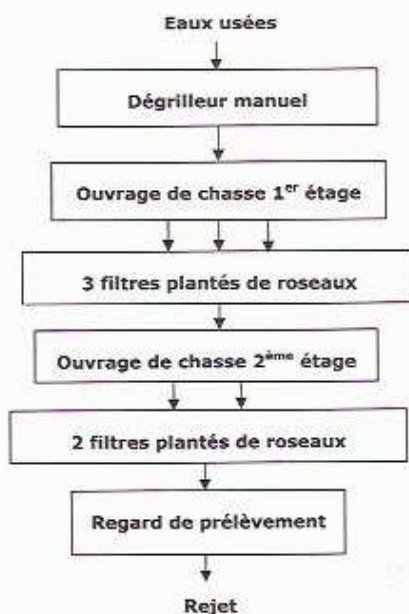 Eaux usées
Dégrilleur manuel
Ouvrage de chasse 1er étage
3 filtres plantés de roseaux
Ouvrage de chasse 2ème étage
2 filtres plantés de roseaux
Regard de prélèvement
Rejet